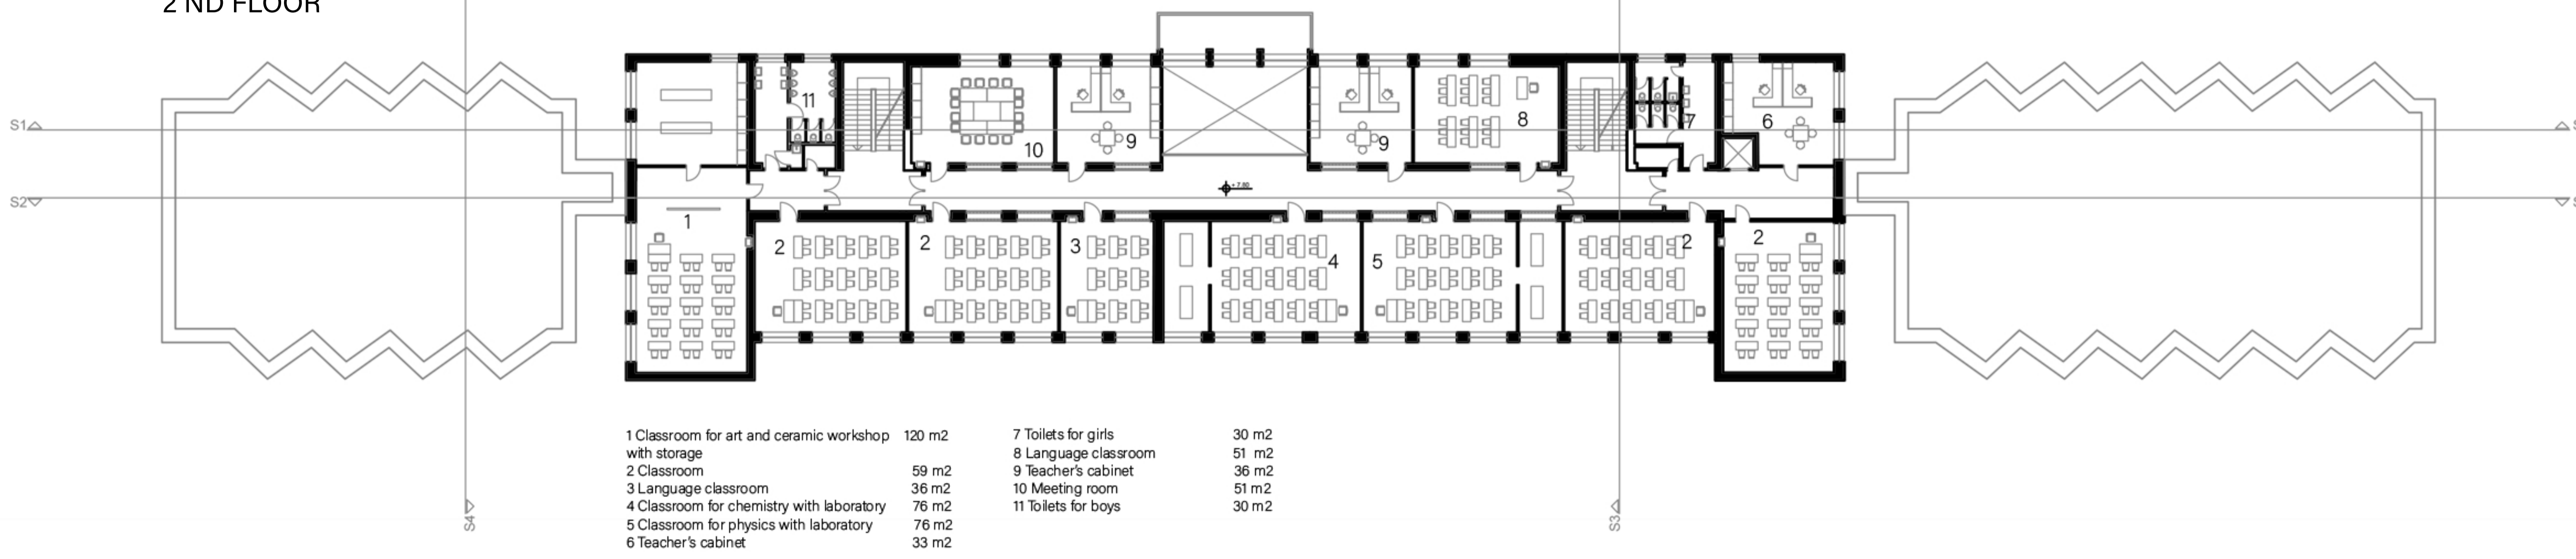 2 ND FLOOR
S1
11
7
6
8
10
9
9
S2
+ 7.80
1
2
2
3
4
5
2
2
1 Classroom for art and ceramic workshop 120 m2
with storage
2 Classroom 59 m2
3 Language classroom 36 m2
4 Classroom for chemistry with laboratory 76 m2
5 Classroom for physics with laboratory 76 m2
6 Teacher's cabinet 33 m2
7 Toilets for girls 30 m2
8 Language classroom 51 m2
9 Teacher's cabinet 36 m2
10 Meeting room 51 m2
11 Toilets for boys 30 m2
S4
S3